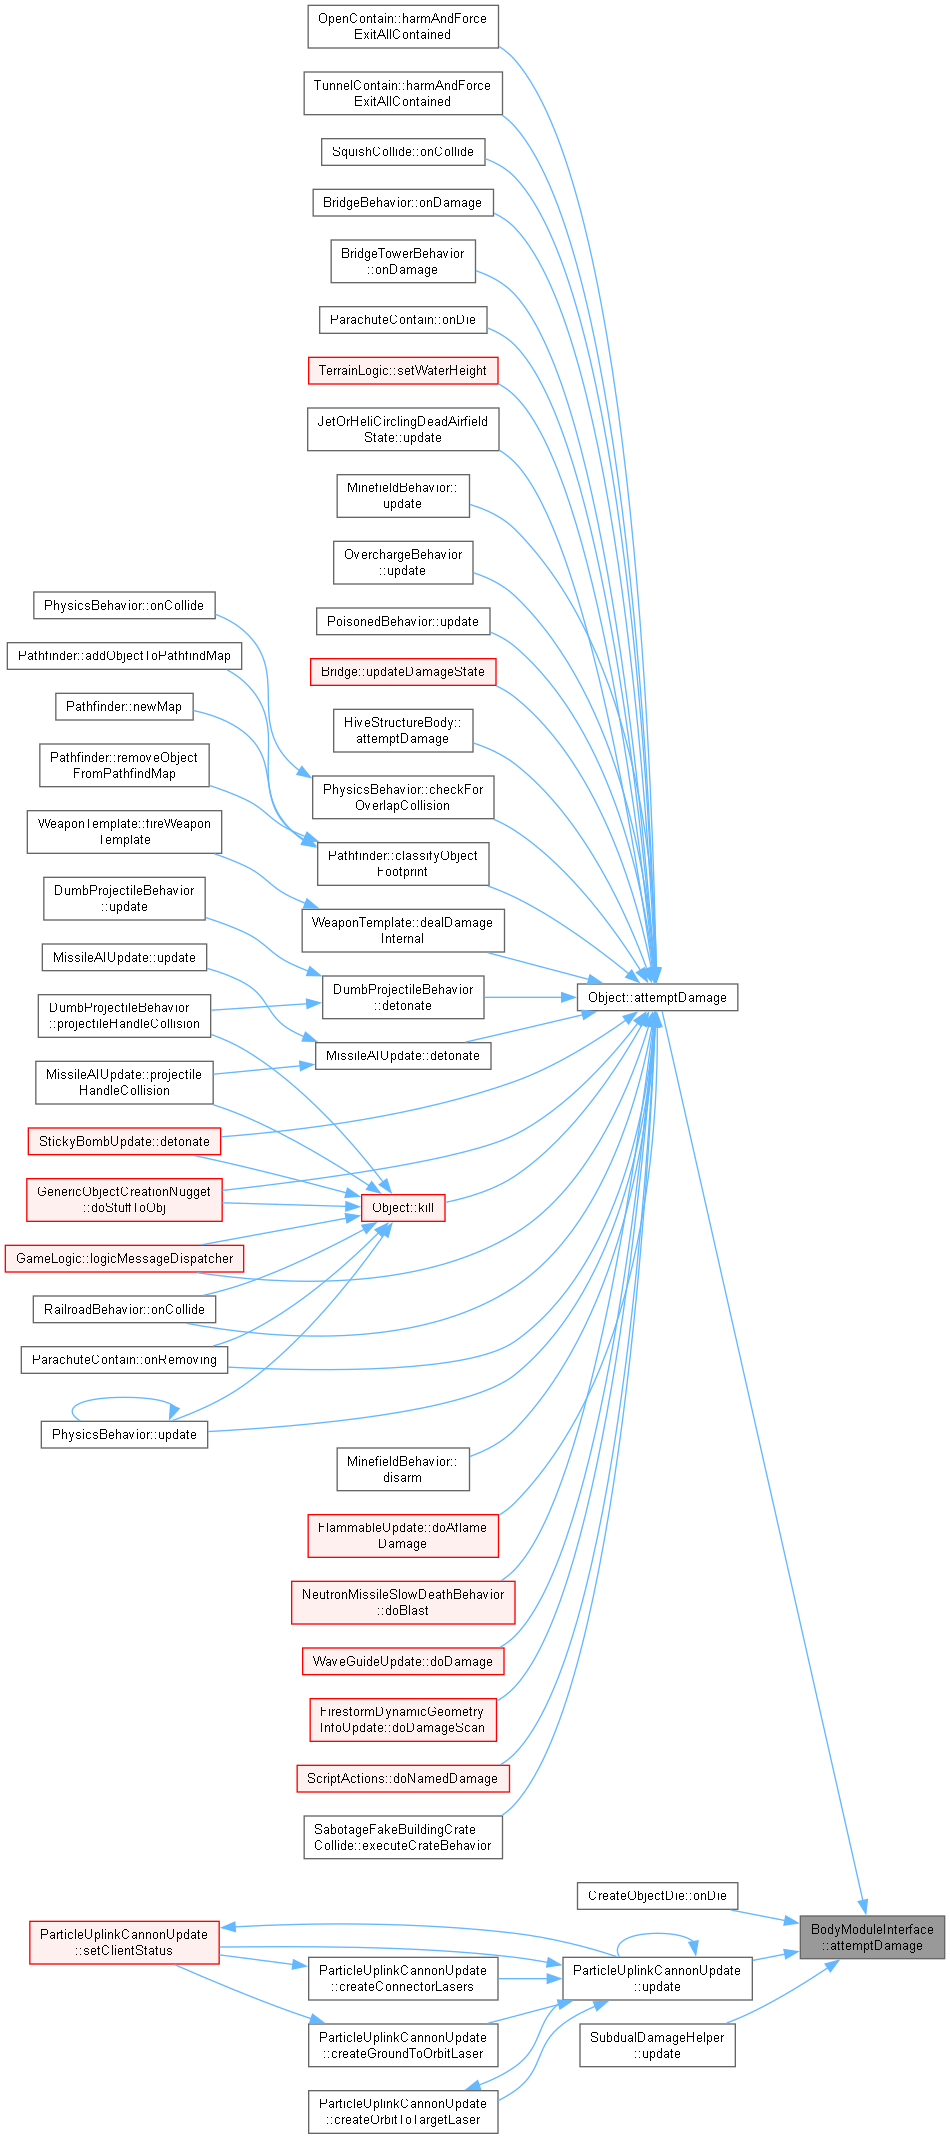 OpenContain::harmAndForce
ExitAllContained
TunnelContain::harmAndForce
ExitAllContained
SquishCollide::onCollide
BridgeBehavior::onDamage
BridgeTowerBehavior
::onDamage
ParachuteContain::onDie
TerrainLogic::setWaterHeight
JetOrHeliCirclingDeadAirfield
State::update
MinefieldBehavior::
update
OverchargeBehavior
::update
PhysicsBehavior::onCollide
PoisonedBehavior::update
Pathfinder::addObjectToPathfindMap
Bridge::updateDamageState
Pathfinder::newMap
HiveStructureBody::
attemptDamage
Pathfinder::removeObject
FromPathfindMap
PhysicsBehavior::checkFor
OverlapCollision
WeaponTemplate::fireWeapon
Template
Pathfinder::classifyObject
Footprint
DumbProjectileBehavior
::update
WeaponTemplate::dealDamage
Internal
MissileAIUpdate::update
DumbProjectileBehavior
::detonate
Object::attemptDamage
DumbProjectileBehavior
::projectileHandleCollision
MissileAIUpdate::detonate
MissileAIUpdate::projectile
HandleCollision
StickyBombUpdate::detonate
GenericObjectCreationNugget
::doStuffToObj
Object::kill
GameLogic::logicMessageDispatcher
RailroadBehavior::onCollide
ParachuteContain::onRemoving
PhysicsBehavior::update
MinefieldBehavior::
disarm
FlammableUpdate::doAflame
Damage
NeutronMissileSlowDeathBehavior
::doBlast
WaveGuideUpdate::doDamage
FirestormDynamicGeometry
InfoUpdate::doDamageScan
ScriptActions::doNamedDamage
SabotageFakeBuildingCrate
Collide::executeCrateBehavior
CreateObjectDie::onDie
BodyModuleInterface
::attemptDamage
ParticleUplinkCannonUpdate
::setClientStatus
ParticleUplinkCannonUpdate
::createConnectorLasers
ParticleUplinkCannonUpdate
::update
ParticleUplinkCannonUpdate
::createGroundToOrbitLaser
SubdualDamageHelper
::update
ParticleUplinkCannonUpdate
::createOrbitToTargetLaser